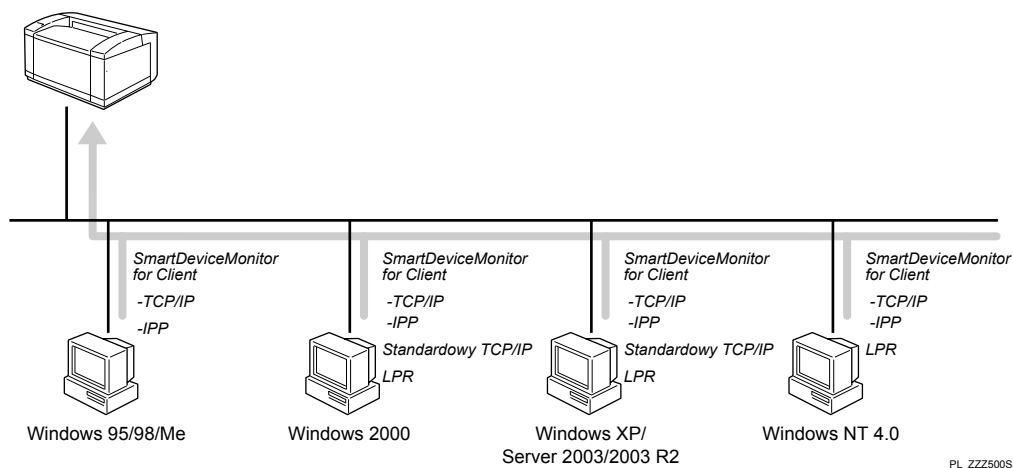 SmartDeviceMonitor
for Client
-TCP/IP
-IPP
Windows 95/98/Me
SmartDeviceMonitor
for Client
-TCP/IP
-IPP
Standardowy TCP/IP
LPR
Windows 2000
SmartDeviceMonitor
for Client
-TCP/IP
-IPP
Standardowy TCP/IP
LPR
Windows XP/
Server 2003/2003 R2
SmartDeviceMonitor
for Client
-TCP/IP
-IPP
LPR
Windows NT 4.0
PL ZZZ500S